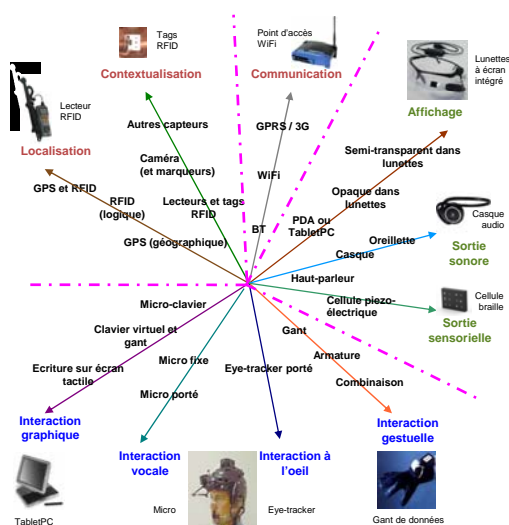 Tags
RFID
Point d'accès
WiFi
Lunettes
à écran
intégré
Contextualisation
Communication
Affichage
Lecteur
RFID
Localisation
Autres capteurs
GPRS / 3G
Semi-transparent dans
lunettes
Caméra
(et marqueurs)
WiFi
Opaque dans
lunettes
GPS et RFID
RFID
(logique)
Lecteurs et tags
RFID
BT
PDA ou
TabletPC
Casque
audio
GPS (géographique)
Oreillette
Casque
Sortie
sonore
Haut-parleur
Cellule piezo-
électrique
Cellule
braille
Sortie
sensorielle
Micro-clavier
Clavier virtuel et
gant
Gant
Micro fixe
Armature
Ecriture sur écran
tactile
Eye-tracker porté
Combinaison
Micro porté
Interaction
graphique
Interaction
vocale
Interaction à
l'oeil
Interaction
gestuelle
TabletPC
Micro
Eye-tracker
Gant de données